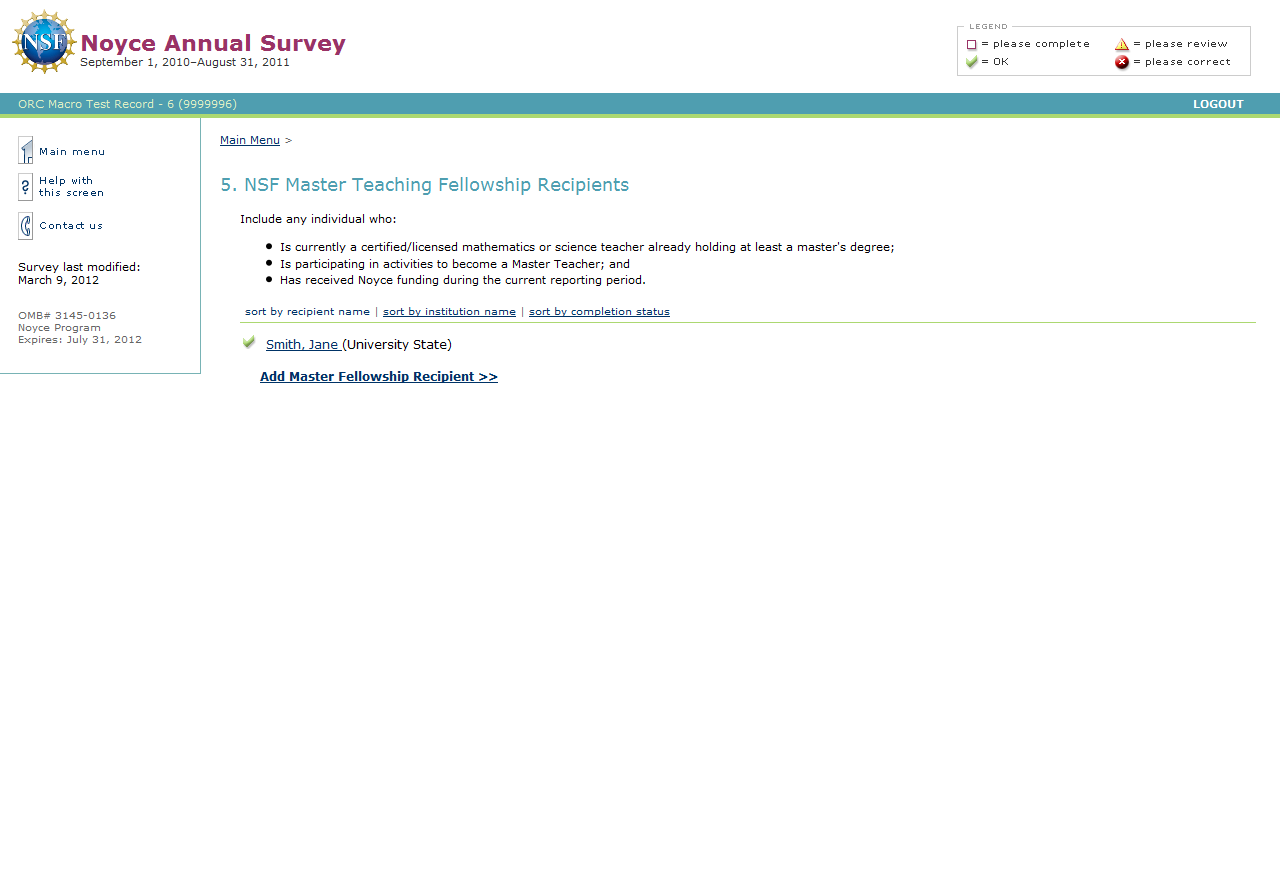 NSF
Noyce Annual Survey
September 1, 2010–August 31, 2011
LEGEND
= please complete
= please review
= OK
= please correct
ORC Macro Test Record - 6 (9999996)
LOGOUT
Main menu
Help with
this screen
Contact us
Survey last modified:
March 9, 2012
OMB# 3145-0136
Noyce Program
Expires: July 31, 2012
Main Menu >
5. NSF Master Teaching Fellowship Recipients
Include any individual who:
• Is currently a certified/licensed mathematics or science teacher already holding at least a master's degree;
• Is participating in activities to become a Master Teacher; and
• Has received Noyce funding during the current reporting period.
sort by recipient name | sort by institution name | sort by completion status
Smith, Jane (University State)
Add Master Fellowship Recipient >>